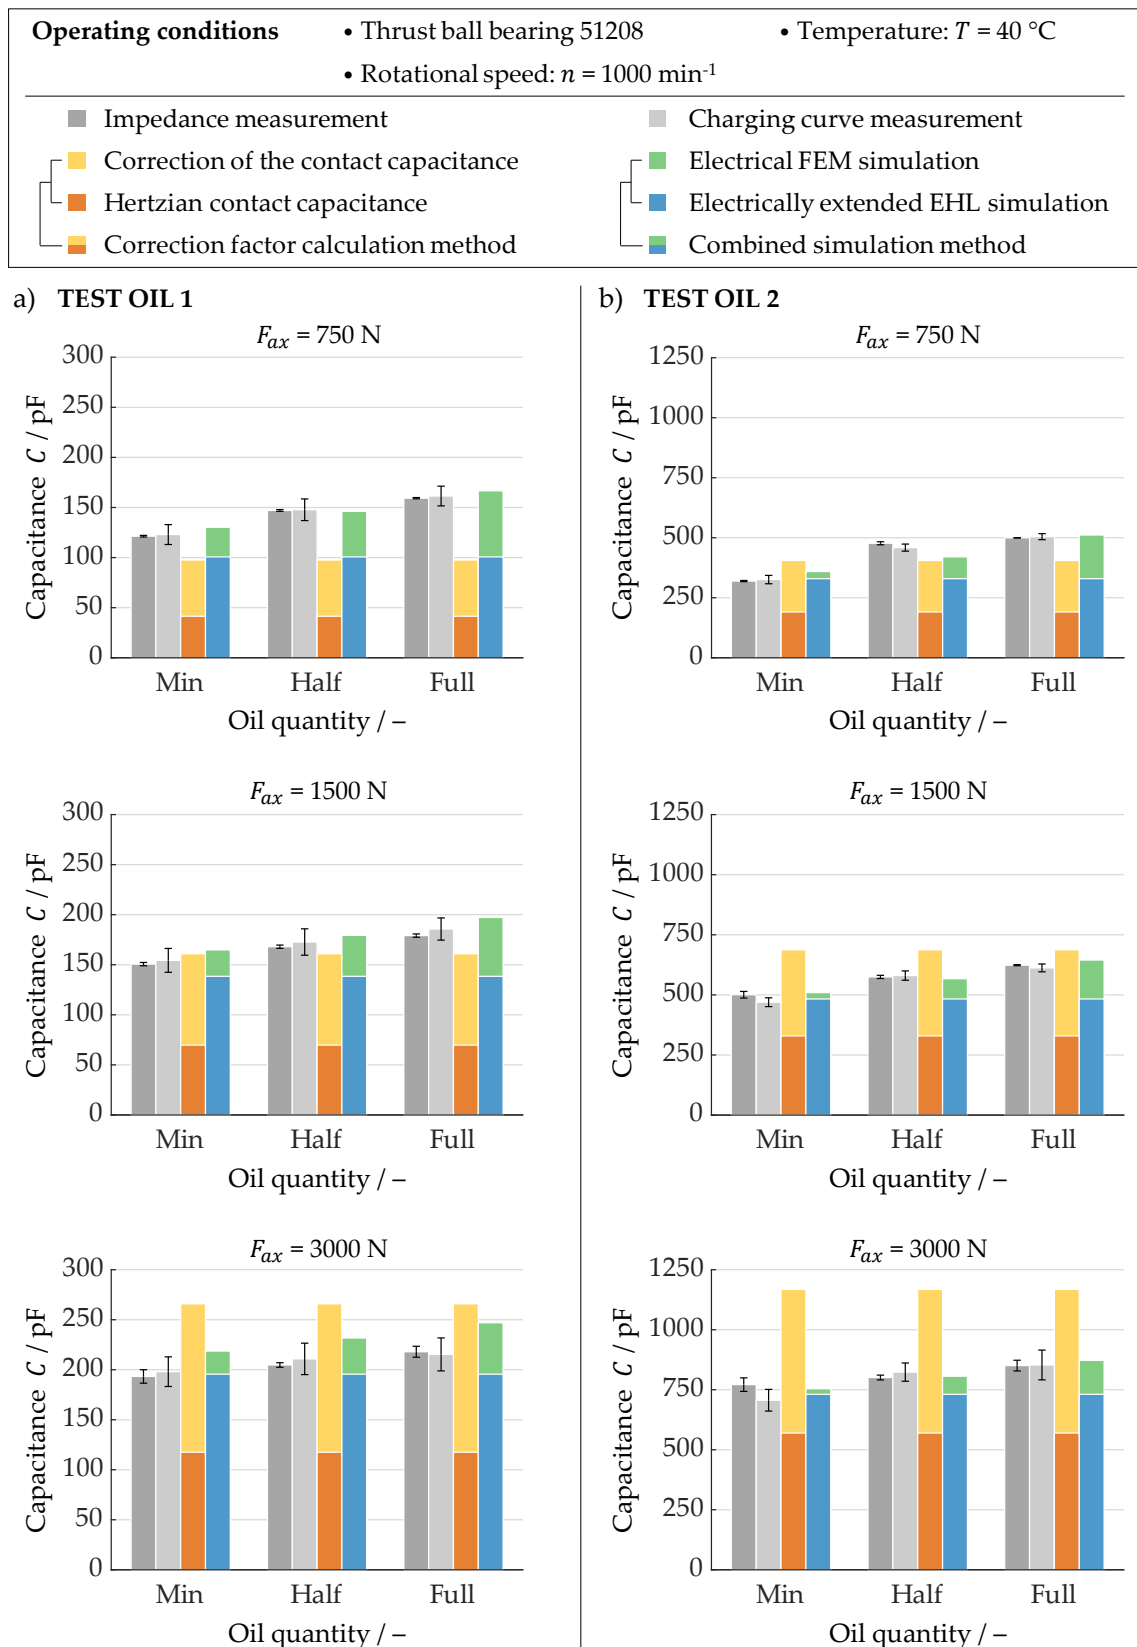 Operating conditions • Thrust ball bearing 51208 • Temperature: T = 40 °C
• Rotational speed: n = 1000 min⁻¹
Impedance measurement Charging curve measurement
Correction of the contact capacitance Electrical FEM simulation
Hertzian contact capacitance Electrically extended EHL simulation
Correction factor calculation method Combined simulation method
a) TEST OIL 1
F_ax = 750 N
Capacitance C / pF
300
250
200
150
100
50
0
Min Half Full
Oil quantity / –
F_ax = 1500 N
Capacitance C / pF
300
250
200
150
100
50
0
Min Half Full
Oil quantity / –
F_ax = 3000 N
Capacitance C / pF
300
250
200
150
100
50
0
Min Half Full
Oil quantity / –
b) TEST OIL 2
F_ax = 750 N
Capacitance C / pF
1250
1000
750
500
250
0
Min Half Full
Oil quantity / –
F_ax = 1500 N
Capacitance C / pF
1250
1000
750
500
250
0
Min Half Full
Oil quantity / –
F_ax = 3000 N
Capacitance C / pF
1250
1000
750
500
250
0
Min Half Full
Oil quantity / –